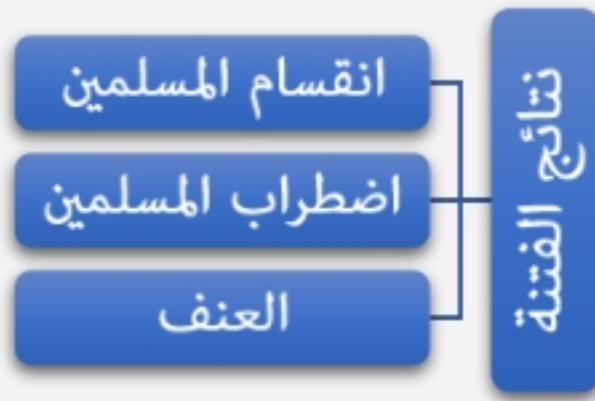 نتائج الفتنة
انقسام المسلمين
اضطراب المسلمين
العنف